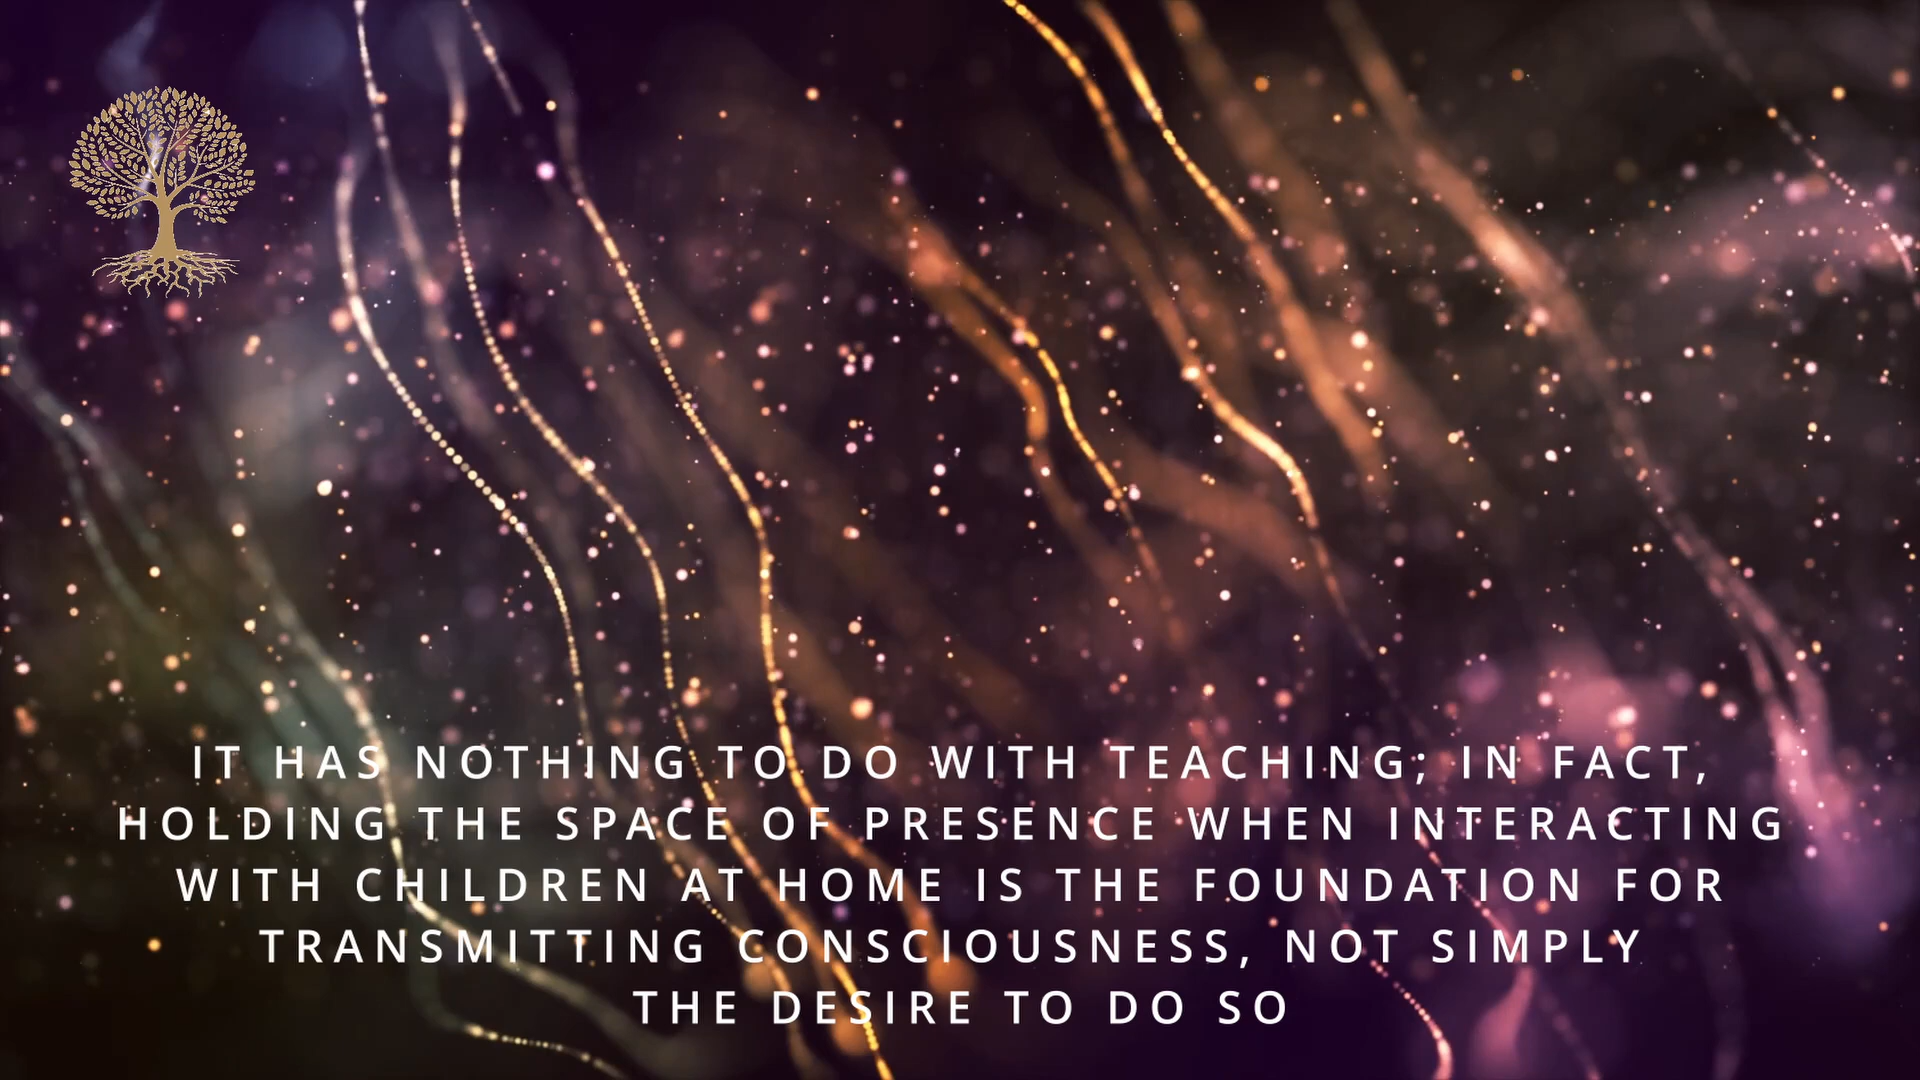 IT HAS NOTHING TO DO WITH TEACHING; IN FACT,
HOLDING THE SPACE OF PRESENCE WHEN INTERACTING
WITH CHILDREN AT HOME IS THE FOUNDATION FOR
TRANSMITTING CONSCIOUSNESS, NOT SIMPLY
THE DESIRE TO DO SO